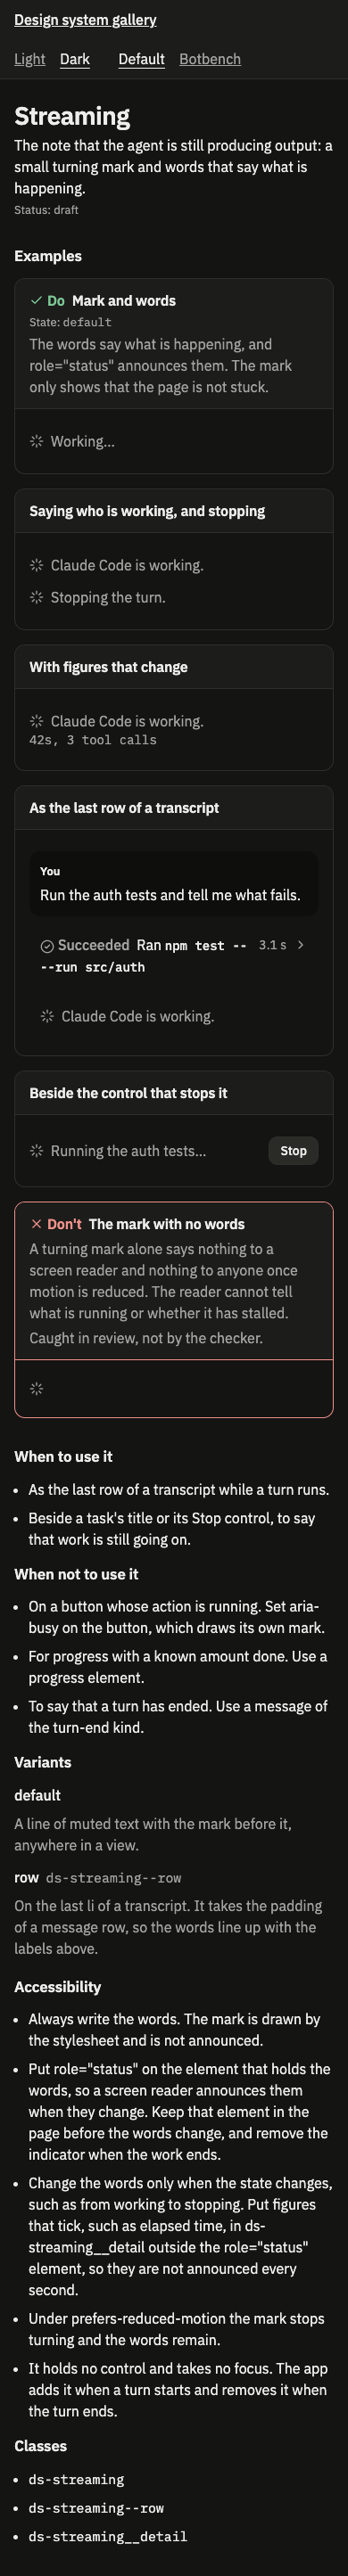 Design system gallery
Light Dark Default Botbench
Streaming
The note that the agent is still producing output: a
small turning mark and words that say what is
happening.
Status: draft
Examples
Do Mark and words
State: default
The words say what is happening, and
role="status" announces them. The mark
only shows that the page is not stuck.
Working…
Saying who is working, and stopping
Claude Code is working.
Stopping the turn.
With figures that change
Claude Code is working.
42s, 3 tool calls
As the last row of a transcript
You
Run the auth tests and tell me what fails.
Succeeded Ran npm test -- 3.1 s
--run src/auth
Claude Code is working.
Beside the control that stops it
Running the auth tests… Stop
Don't The mark with no words
A turning mark alone says nothing to a
screen reader and nothing to anyone once
motion is reduced. The reader cannot tell
what is running or whether it has stalled.
Caught in review, not by the checker.
When to use it
• As the last row of a transcript while a turn runs.
• Beside a task's title or its Stop control, to say
that work is still going on.
When not to use it
• On a button whose action is running. Set aria-
busy on the button, which draws its own mark.
• For progress with a known amount done. Use a
progress element.
• To say that a turn has ended. Use a message of
the turn-end kind.
Variants
default
A line of muted text with the mark before it,
anywhere in a view.
row ds-streaming--row
On the last li of a transcript. It takes the padding
of a message row, so the words line up with the
labels above.
Accessibility
• Always write the words. The mark is drawn by
the stylesheet and is not announced.
• Put role="status" on the element that holds the
words, so a screen reader announces them
when they change. Keep that element in the
page before the words change, and remove the
indicator when the work ends.
• Change the words only when the state changes,
such as from working to stopping. Put figures
that tick, such as elapsed time, in ds-
streaming__detail outside the role="status"
element, so they are not announced every
second.
• Under prefers-reduced-motion the mark stops
turning and the words remain.
• It holds no control and takes no focus. The app
adds it when a turn starts and removes it when
the turn ends.
Classes
• ds-streaming
• ds-streaming--row
• ds-streaming__detail